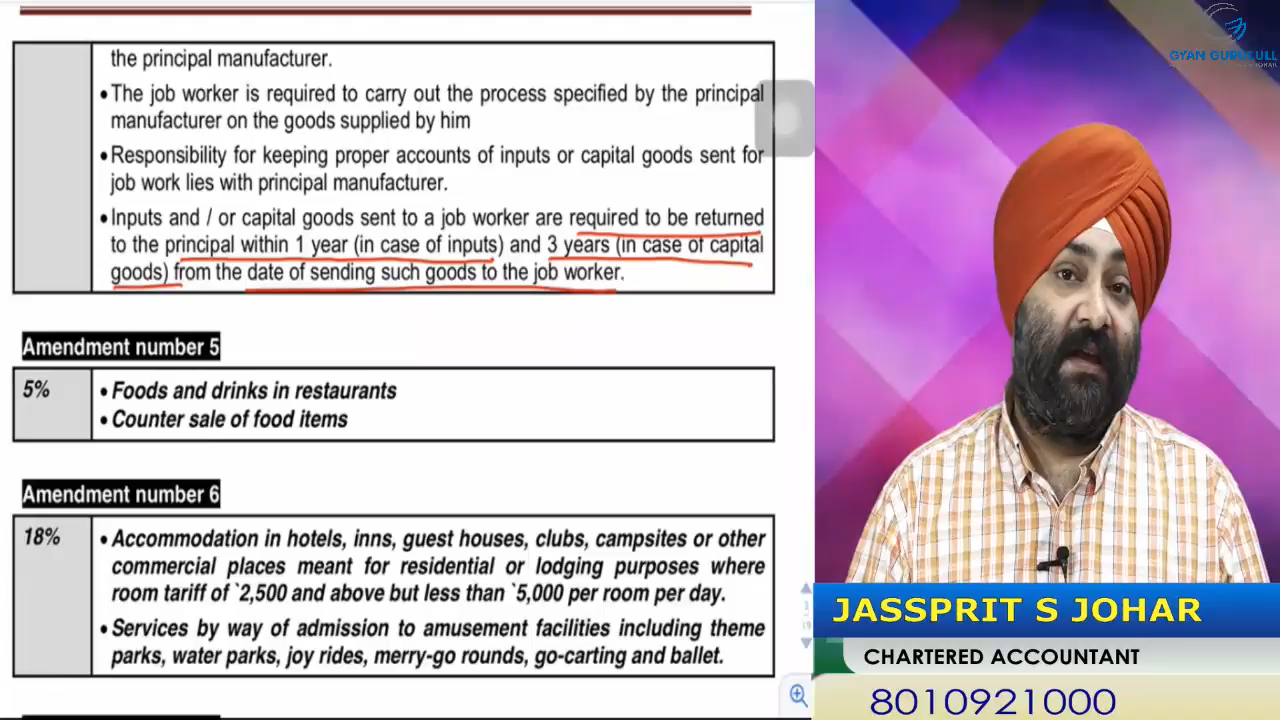 the principal manufacturer.
• The job worker is required to carry out the process specified by the principal
manufacturer on the goods supplied by him
• Responsibility for keeping proper accounts of inputs or capital goods sent for
job work lies with principal manufacturer.
• Inputs and / or capital goods sent to a job worker are required to be returned
to the principal within 1 year (in case of inputs) and 3 years (in case of capital
goods) from the date of sending such goods to the job worker.
Amendment number 5
5%
• Foods and drinks in restaurants
• Counter sale of food items
Amendment number 6
18%
• Accommodation in hotels, inns, guest houses, clubs, campsites or other
commercial places meant for residential or lodging purposes where
room tariff of `2,500 and above but less than `5,000 per room per day.
• Services by way of admission to amusement facilities including theme
parks, water parks, joy rides, merry-go rounds, go-carting and ballet.
GYAN GURUKULL
JASSPRIT S JOHAR
CHARTERED ACCOUNTANT
8010921000